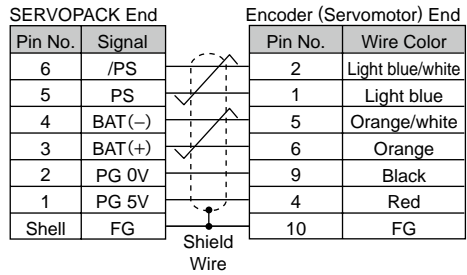 SERVOPACK End Encoder (Servomotor) End
Pin No. Signal Pin No. Wire Color
6 /PS 2 Light blue/white
5 PS 1 Light blue
4 BAT(−) 5 Orange/white
3 BAT(+) 6 Orange
2 PG 0V 9 Black
1 PG 5V 4 Red
Shell FG 10 FG
Shield
Wire